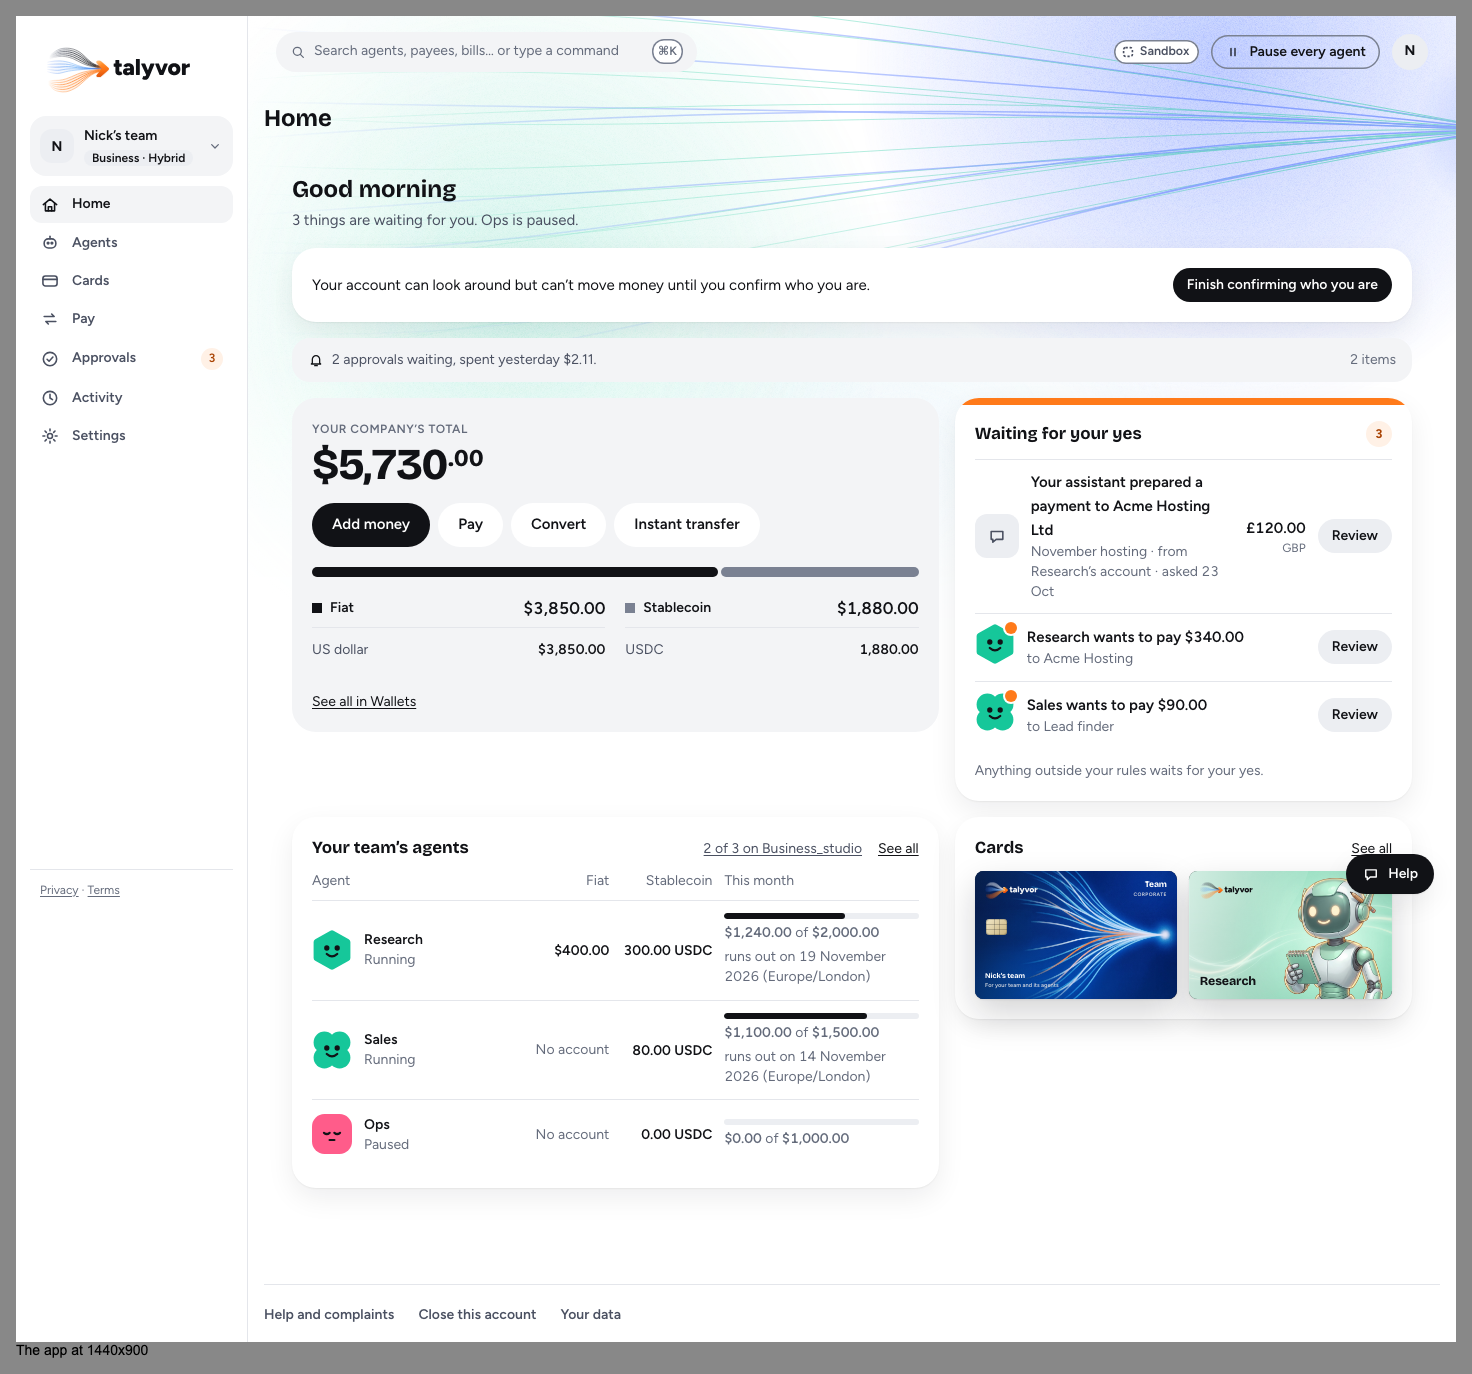 talyvor
Search agents, payees, bills... or type a command
⌘K
Sandbox
Pause every agent
N
N
Nick's team
Business · Hybrid
Home
Agents
Cards
Pay
Approvals
3
Activity
Settings
Privacy · Terms
Home
Good morning
3 things are waiting for you. Ops is paused.
Your account can look around but can't move money until you confirm who you are.
Finish confirming who you are
2 approvals waiting, spent yesterday $2.11.
2 items
YOUR COMPANY'S TOTAL
$5,730.00
Add money
Pay
Convert
Instant transfer
Fiat
$3,850.00
Stablecoin
$1,880.00
US dollar
$3,850.00
USDC
1,880.00
See all in Wallets
Waiting for your yes
3
Your assistant prepared a
payment to Acme Hosting
Ltd
November hosting · from
Research's account · asked 23
Oct
£120.00
GBP
Review
Research wants to pay $340.00
to Acme Hosting
Review
Sales wants to pay $90.00
to Lead finder
Review
Anything outside your rules waits for your yes.
Your team's agents
2 of 3 on Business_studio
See all
Agent
Fiat
Stablecoin
This month
Research
Running
$400.00
300.00 USDC
$1,240.00 of $2,000.00
runs out on 19 November
2026 (Europe/London)
Sales
Running
No account
80.00 USDC
$1,100.00 of $1,500.00
runs out on 14 November
2026 (Europe/London)
Ops
Paused
No account
0.00 USDC
$0.00 of $1,000.00
Cards
See all
Help
talyvor
Team
CORPORATE
Nick's team
For your team and its agents
talyvor
Research
Help and complaints
Close this account
Your data
The app at 1440x900